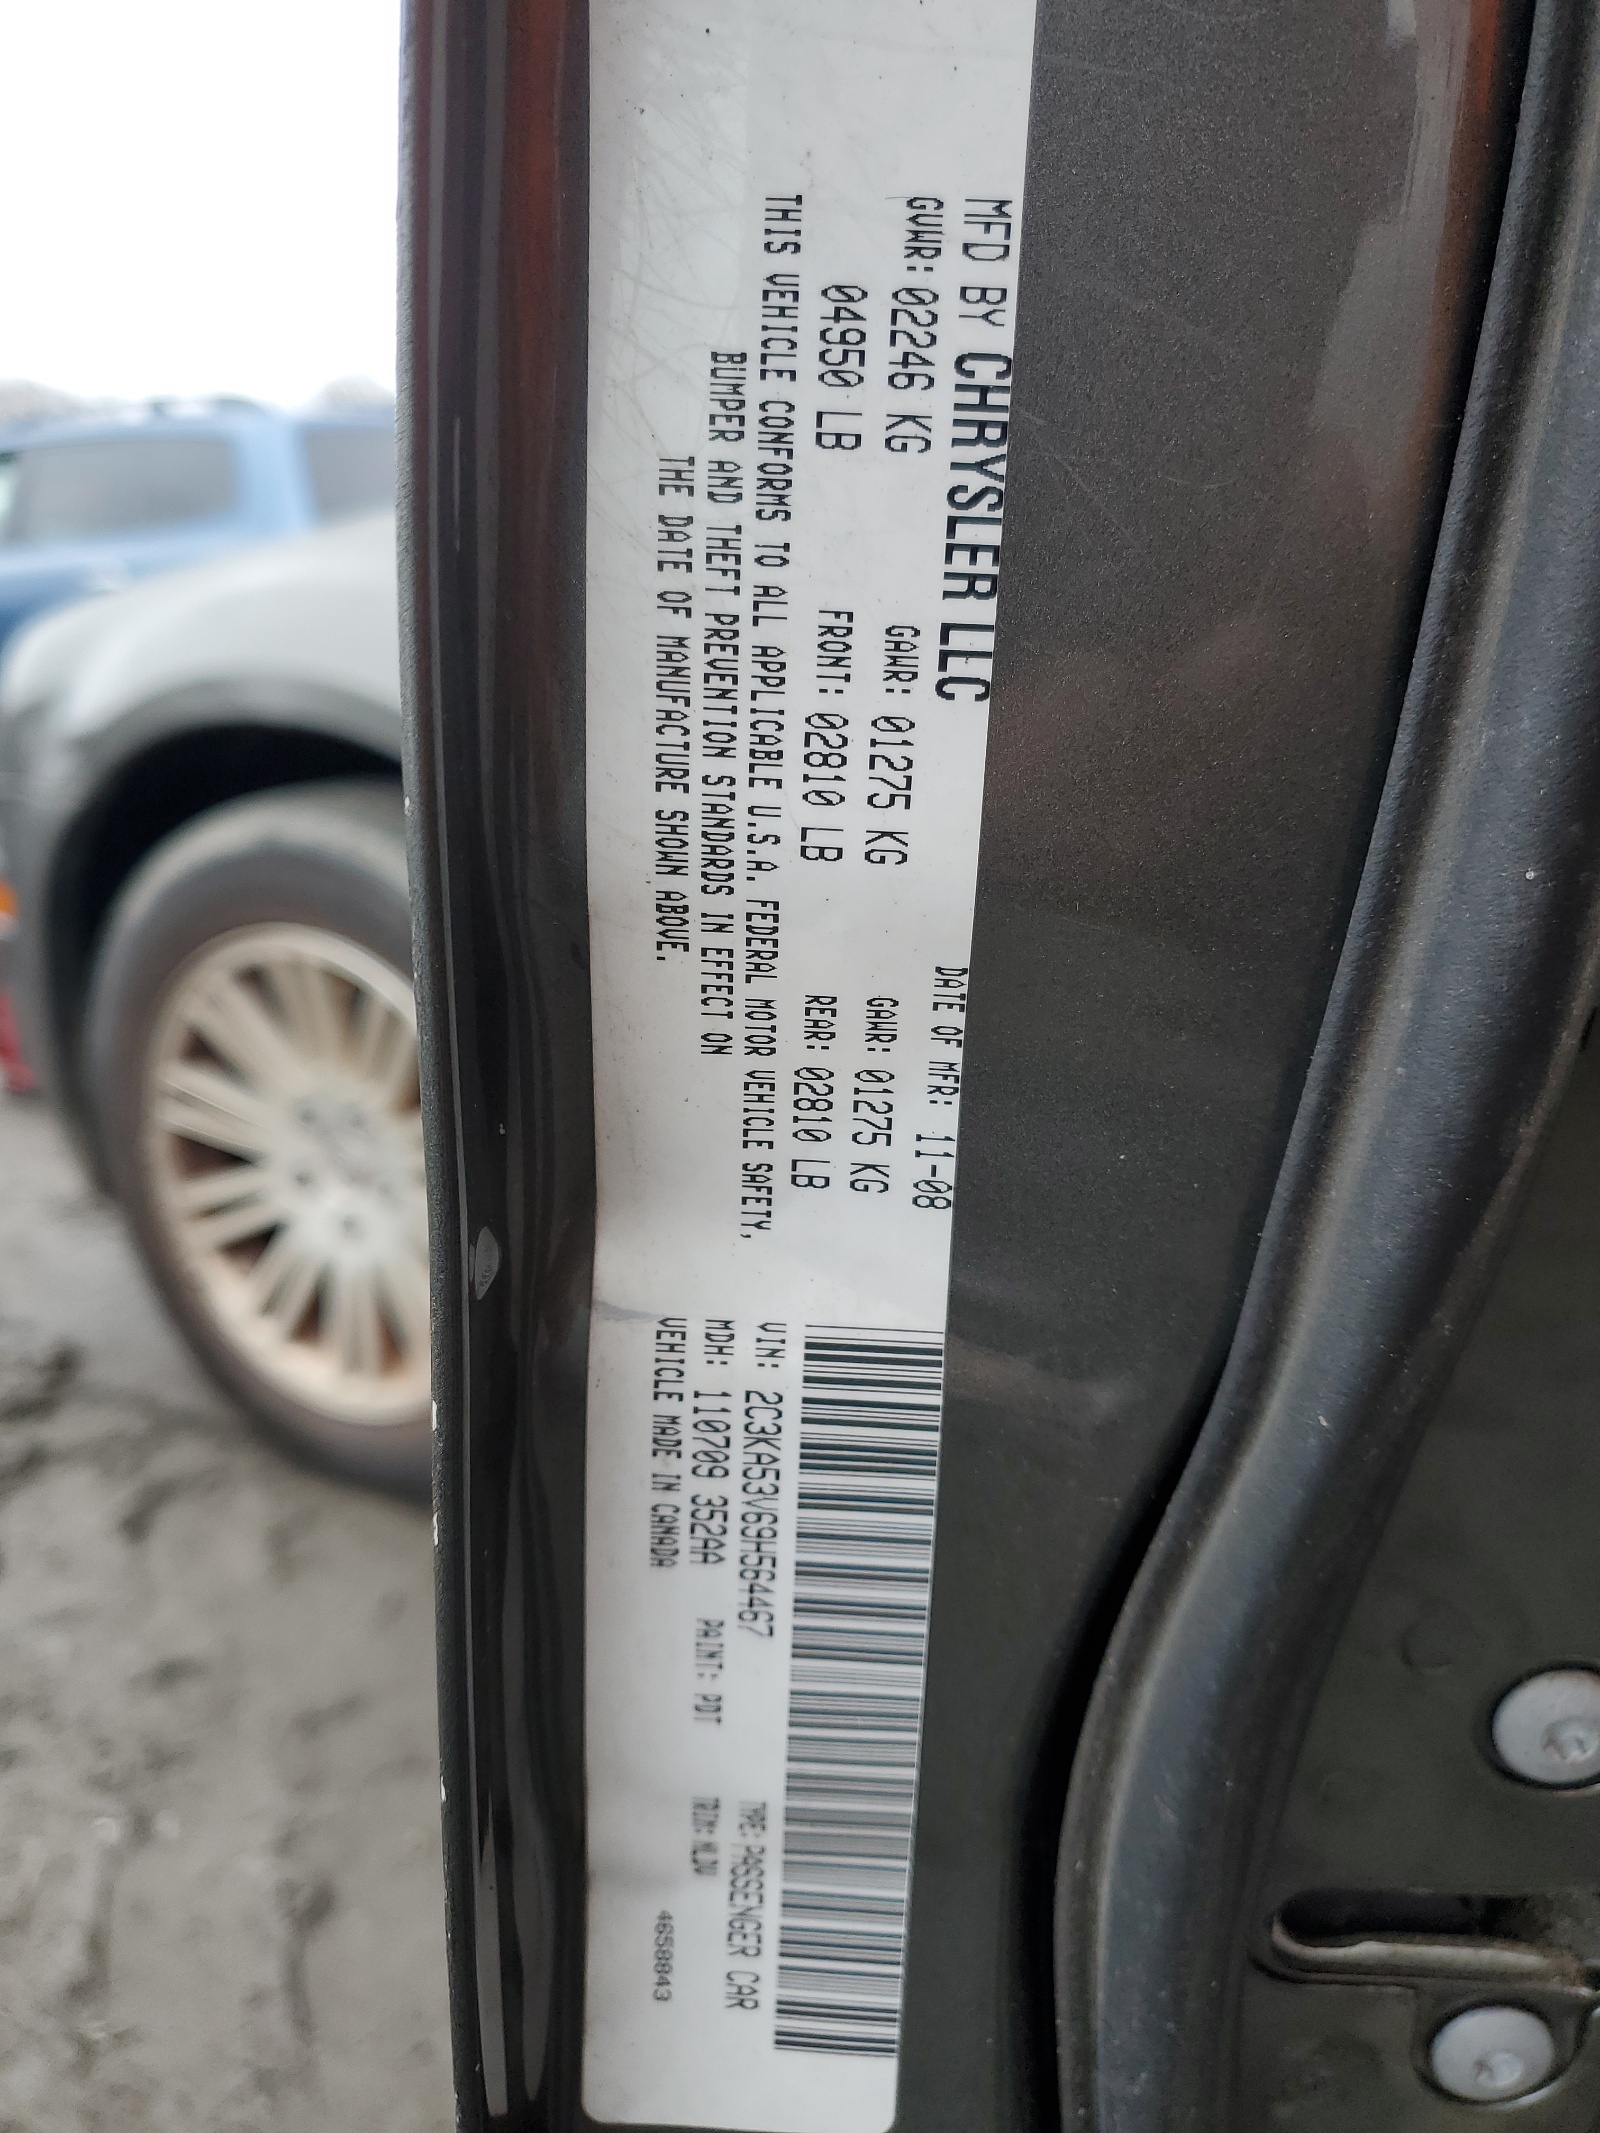 MFD BY CHRYSLER LLC
DATE OF MFR: 11-08
GVWR: 02246 KG
GAWR: 01275 KG
GAWR: 01275 KG
04950 LB
FRONT: 02810 LB
REAR: 02810 LB
THIS VEHICLE CONFORMS TO ALL APPLICABLE U.S.A. FEDERAL MOTOR VEHICLE SAFETY,
BUMPER AND THEFT PREVENTION STANDARDS IN EFFECT ON
THE DATE OF MANUFACTURE SHOWN ABOVE.
VIN: 2C3KA53V69H564467
TYPE: PASSENGER CAR
MDH: 110709 352AA
PAINT: PDT
TRIM:
VEHICLE MADE IN CANADA
4658843